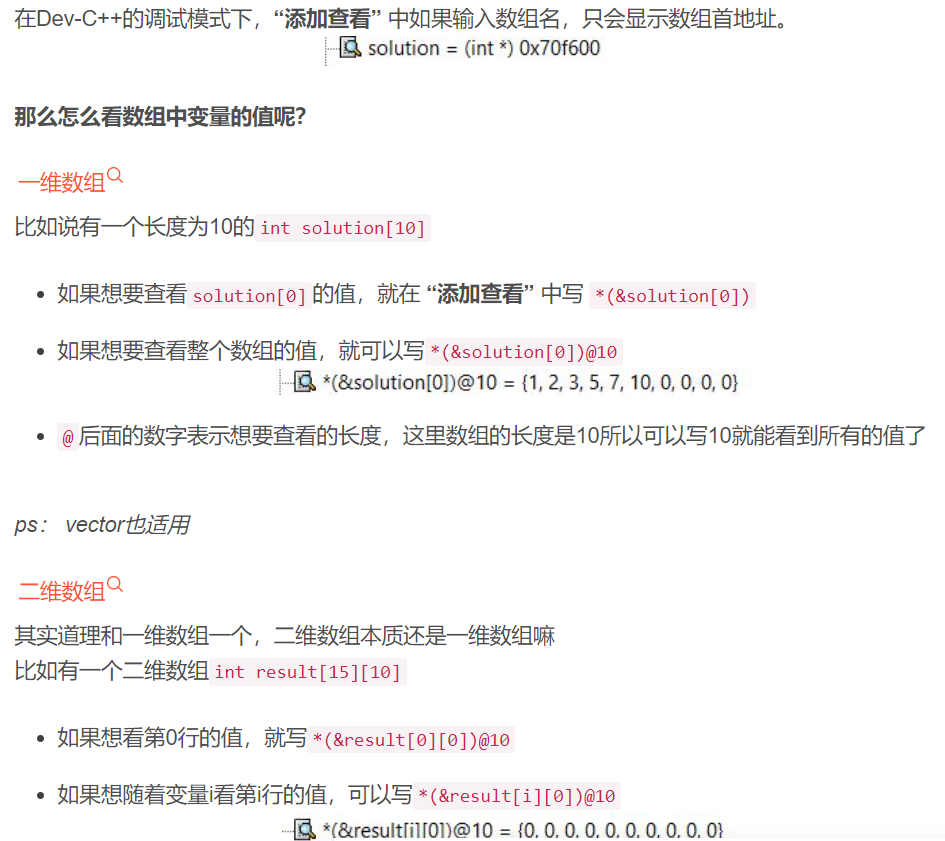 在Dev-C++的调试模式下，“添加查看” 中如果输入数组名，只会显示数组首地址。
solution = (int *) 0x70f600
那么怎么看数组中变量的值呢？
一维数组
比如说有一个长度为10的 int solution[10]
如果想要查看 solution[0] 的值，就在 “添加查看” 中写 *(&solution[0])
如果想要查看整个数组的值，就可以写 *(&solution[0])@10
*(&solution[0])@10 = {1, 2, 3, 5, 7, 10, 0, 0, 0, 0}
@ 后面的数字表示想要查看的长度，这里数组的长度是10所以可以写10就能看到所有的值了
ps： vector也适用
二维数组
其实道理和一维数组一个，二维数组本质还是一维数组嘛
比如有一个二维数组 int result[15][10]
如果想看第0行的值，就写 *(&result[0][0])@10
如果想随着变量i看第i行的值，可以写 *(&result[i][0])@10
*(&result[i][0])@10 = {0, 0, 0, 0, 0, 0, 0, 0, 0, 0}